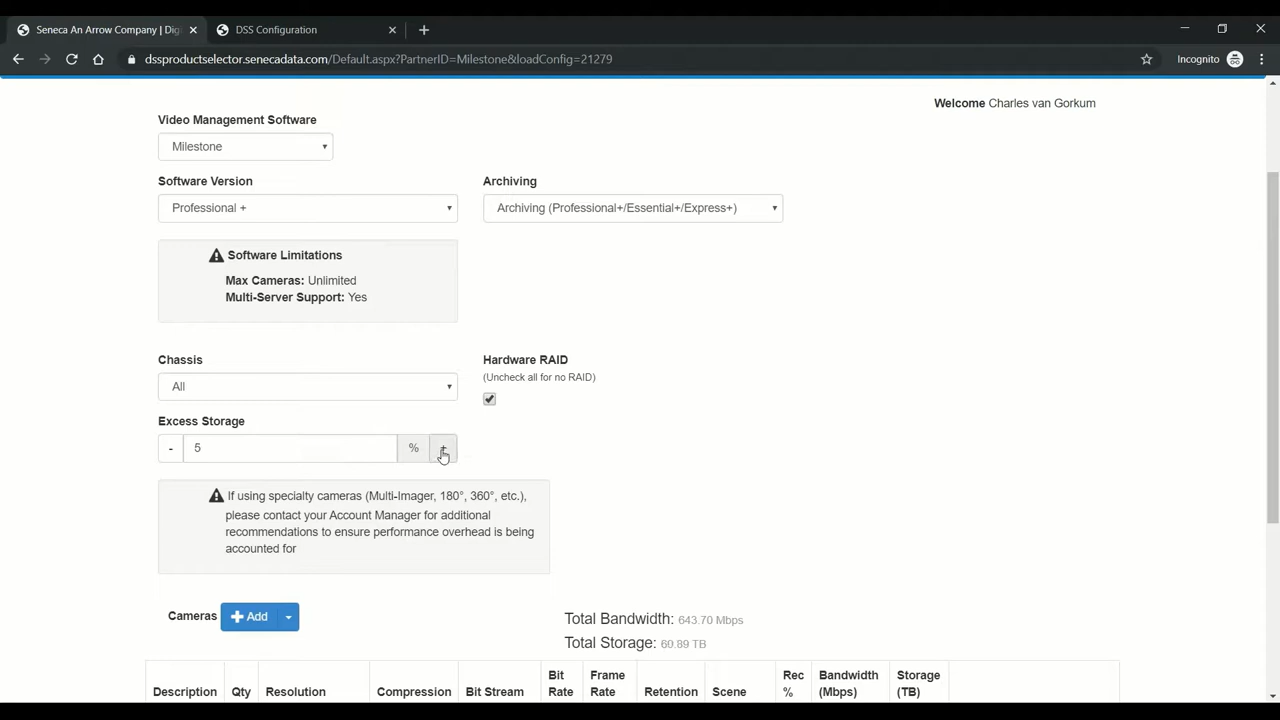 Seneca An Arrow Company | Digi
DSS Configuration
dssproductselector.senecadata.com/Default.aspx?PartnerID=Milestone&loadConfig=21279
Incognito
Welcome Charles van Gorkum
Video Management Software
Milestone
Software Version
Archiving
Professional +
Archiving (Professional+/Essential+/Express+)
Software Limitations
Max Cameras: Unlimited
Multi-Server Support: Yes
Chassis
Hardware RAID
(Uncheck all for no RAID)
All
Excess Storage
- 5 % +
If using specialty cameras (Multi-Imager, 180°, 360°, etc.),
please contact your Account Manager for additional
recommendations to ensure performance overhead is being
accounted for
Cameras + Add
Total Bandwidth: 643.70 Mbps
Total Storage: 60.89 TB
Description Qty Resolution Compression Bit Stream Bit Rate Frame Rate Retention Scene Rec % Bandwidth (Mbps) Storage (TB)